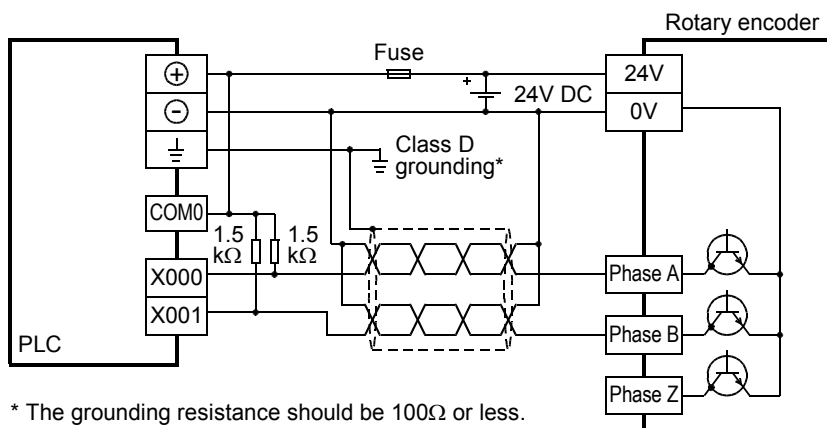 Rotary encoder
Fuse
+
24V
24V DC
-
0V
+
Class D
grounding*
COM0
1.5
kΩ
1.5
kΩ
X000
Phase A
X001
Phase B
PLC
Phase Z
* The grounding resistance should be 100Ω or less.